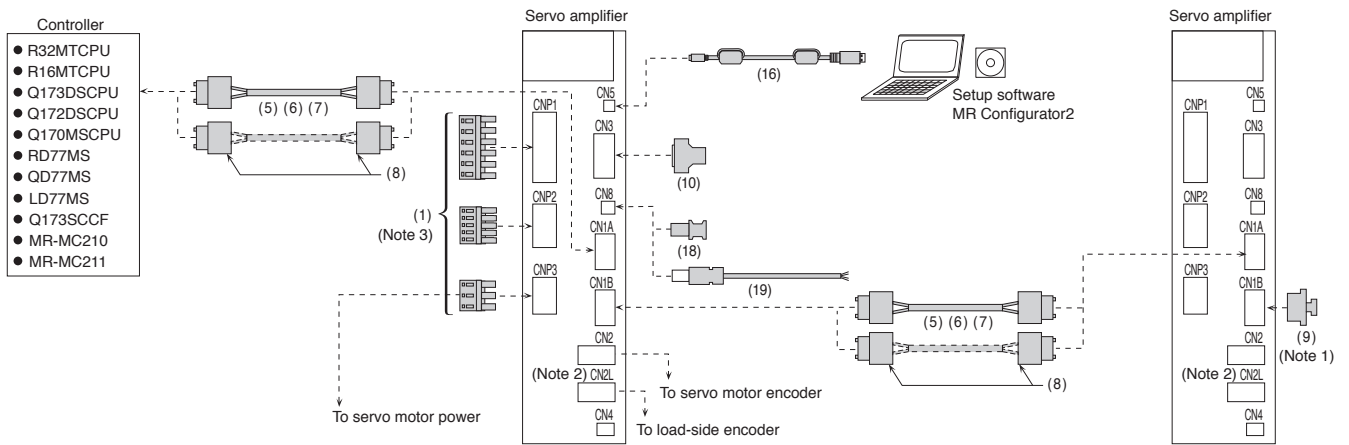 Controller
● R32MTCPU
● R16MTCPU
● Q173DSCPU
● Q172DSCPU
● Q170MSCPU
● RD77MS
● QD77MS
● LD77MS
● Q173SCCF
● MR-MC210
● MR-MC211
(5) (6) (7)
(8)
(1)
(Note 3)
To servo motor power
Servo amplifier
CN5
CNP1
CN3
CN8
CNP2
CN1A
CNP3
CN1B
CN2
(Note 2)
CN2L
CN4
(16)
Setup software
MR Configurator2
(10)
(18)
(19)
To servo motor encoder
To load-side encoder
(5) (6) (7)
(8)
Servo amplifier
CN5
CNP1
CN3
CN8
CNP2
CN1A
CNP3
CN1B
CN2
(Note 2)
CN2L
CN4
(9)
(Note 1)